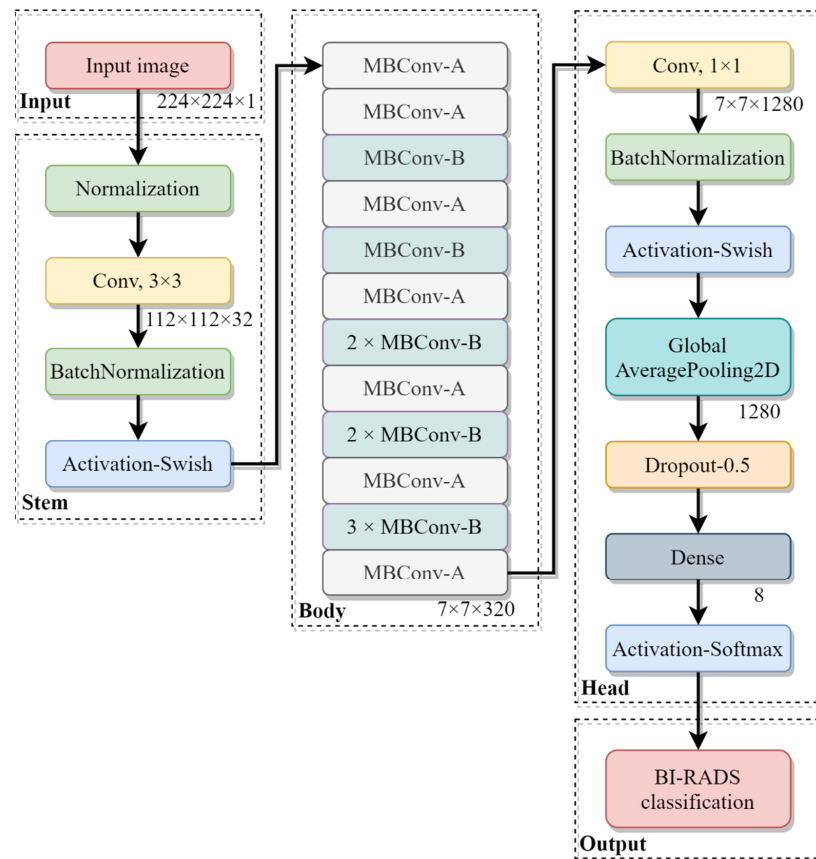 Input image
Input
224×224×1
Normalization
Conv, 3×3
112×112×32
BatchNormalization
Activation-Swish
Stem
MBConv-A
MBConv-A
MBConv-B
MBConv-A
MBConv-B
MBConv-A
2 × MBConv-B
MBConv-A
2 × MBConv-B
MBConv-A
3 × MBConv-B
MBConv-A
Body
7×7×320
Conv, 1×1
7×7×1280
BatchNormalization
Activation-Swish
Global
AveragePooling2D
1280
Dropout-0.5
Dense
8
Activation-Softmax
Head
BI-RADS
classification
Output